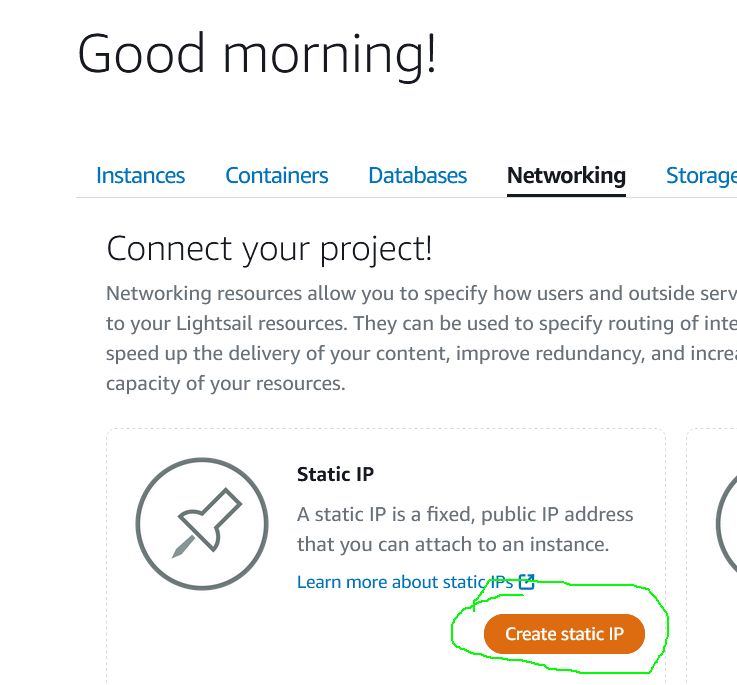 Good morning!
Instances Containers Databases Networking Storage
Connect your project!
Networking resources allow you to specify how users and outside
to your Lightsail resources. They can be used to specify routing of
speed up the delivery of your content, improve redundancy, and
capacity of your resources.
Static IP
A static IP is a fixed, public IP address
that you can attach to an instance.
Learn more about static IPs
Create static IP